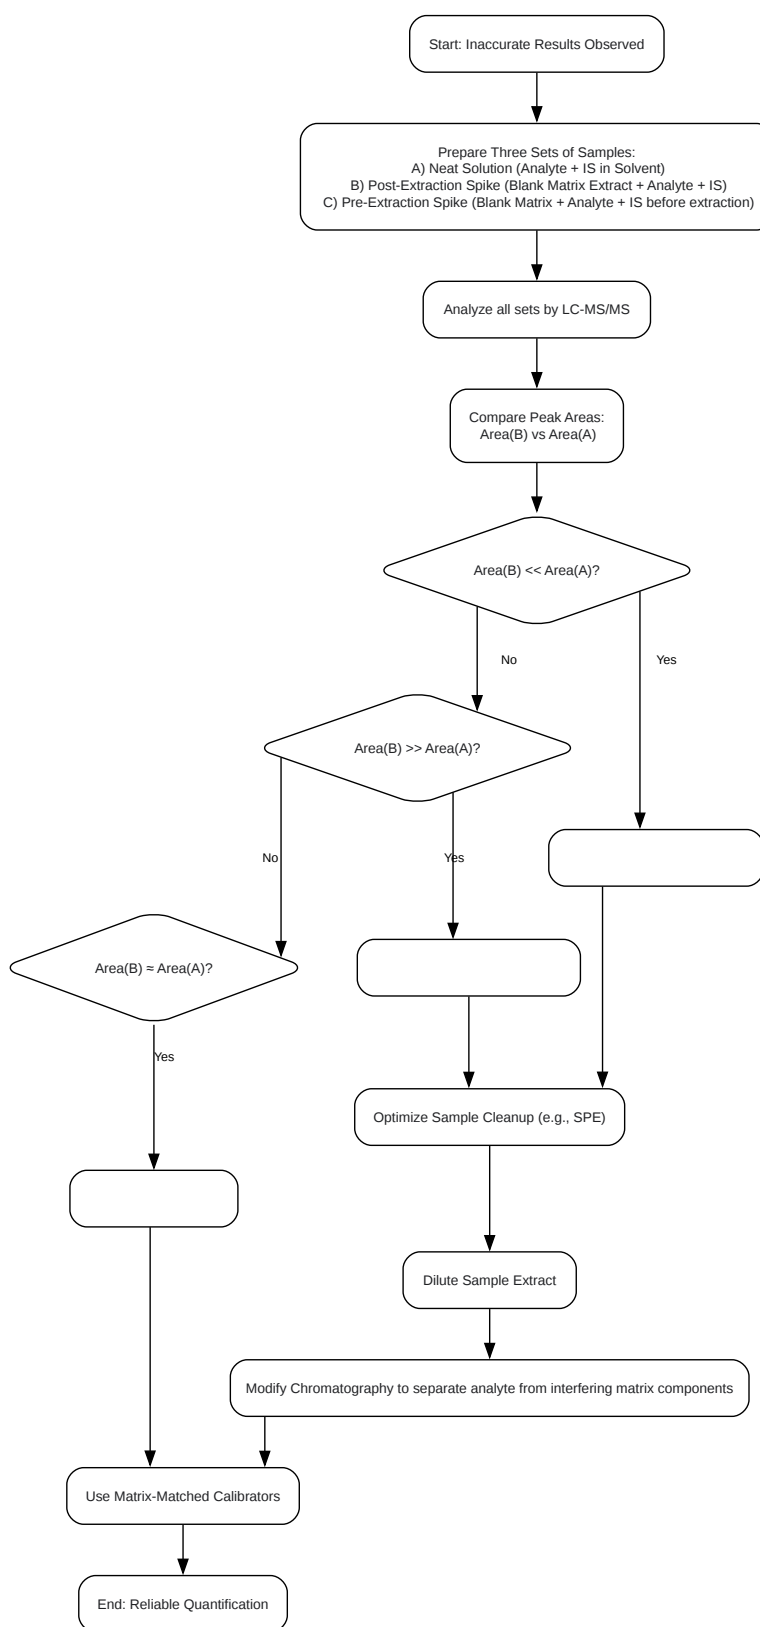 Start: Inaccurate Results Observed
Prepare Three Sets of Samples:
A) Neat Solution (Analyte + IS in Solvent)
B) Post-Extraction Spike (Blank Matrix Extract + Analyte + IS)
C) Pre-Extraction Spike (Blank Matrix + Analyte + IS before extraction)
Analyze all sets by LC-MS/MS
Compare Peak Areas:
Area(B) vs Area(A)
Area(B) << Area(A)?
No
Yes
Area(B) >> Area(A)?
No
Yes
Area(B) ≈ Area(A)?
Yes
Optimize Sample Cleanup (e.g., SPE)
Dilute Sample Extract
Modify Chromatography to separate analyte from interfering matrix components
Use Matrix-Matched Calibrators
End: Reliable Quantification